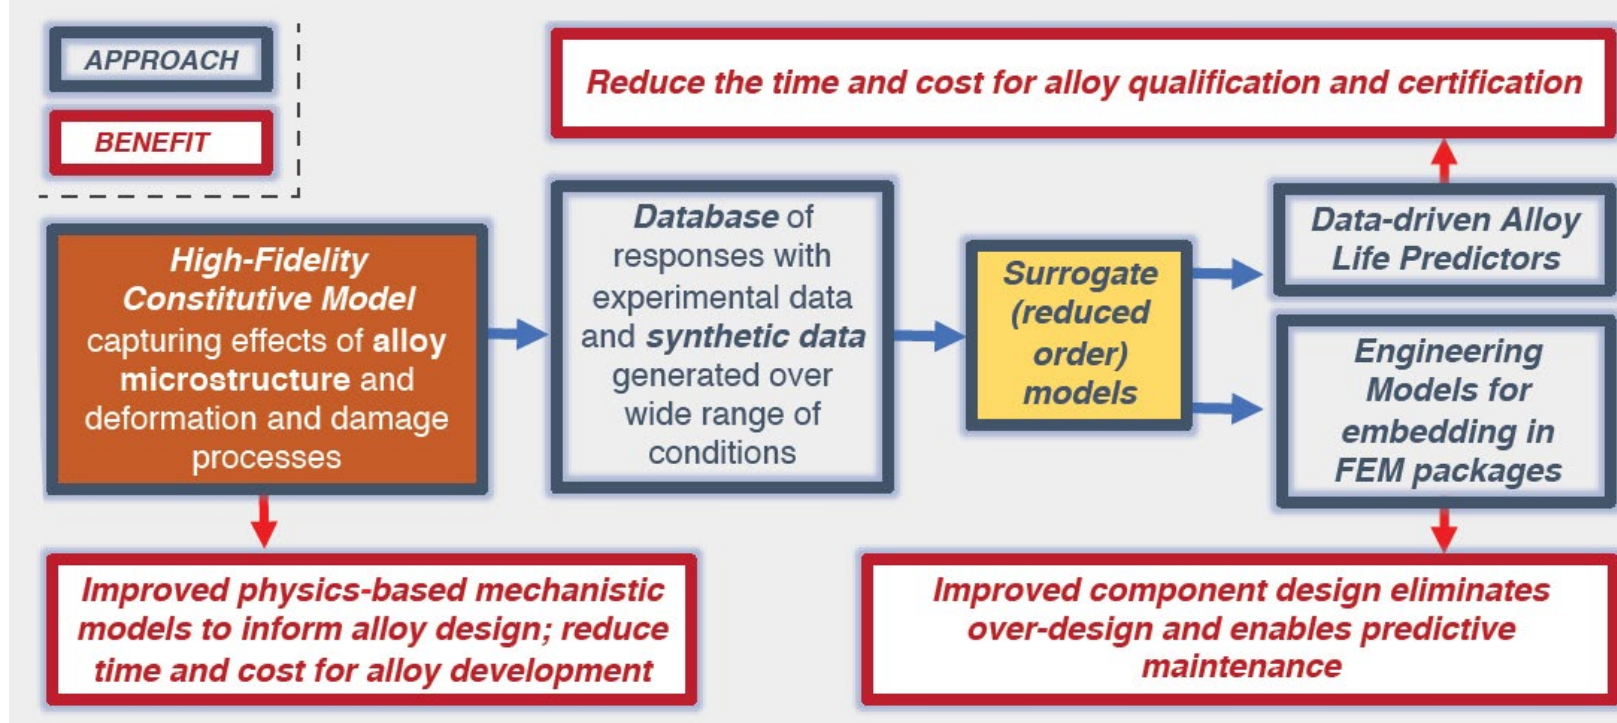 APPROACH
BENEFIT
Reduce the time and cost for alloy qualification and certification
High-Fidelity
Constitutive Model
capturing effects of alloy
microstructure and
deformation and damage
processes
Database of
responses with
experimental data
and synthetic data
generated over
wide range of
conditions
Surrogate
(reduced
order)
models
Data-driven Alloy
Life Predictors
Engineering
Models for
embedding in
FEM packages
Improved physics-based mechanistic
models to inform alloy design; reduce
time and cost for alloy development
Improved component design eliminates
over-design and enables predictive
maintenance